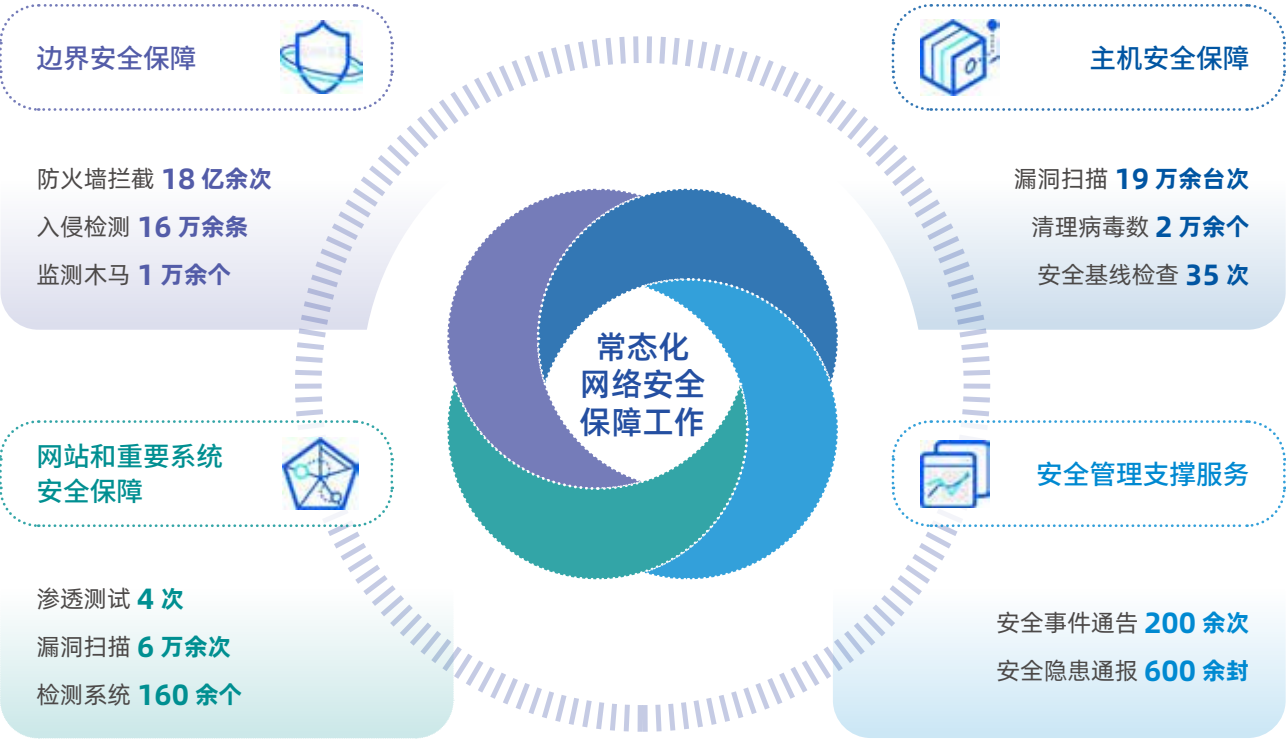 边界安全保障
防火墙拦截 18 亿余次
入侵检测 16 万余条
监测木马 1 万余个
主机安全保障
漏洞扫描 19 万余台次
清理病毒数 2 万余个
安全基线检查 35 次
常态化
网络安全
保障工作
网站和重要系统
安全保障
渗透测试 4 次
漏洞扫描 6 万余次
检测系统 160 余个
安全管理支撑服务
安全事件通告 200 余次
安全隐患通报 600 余封